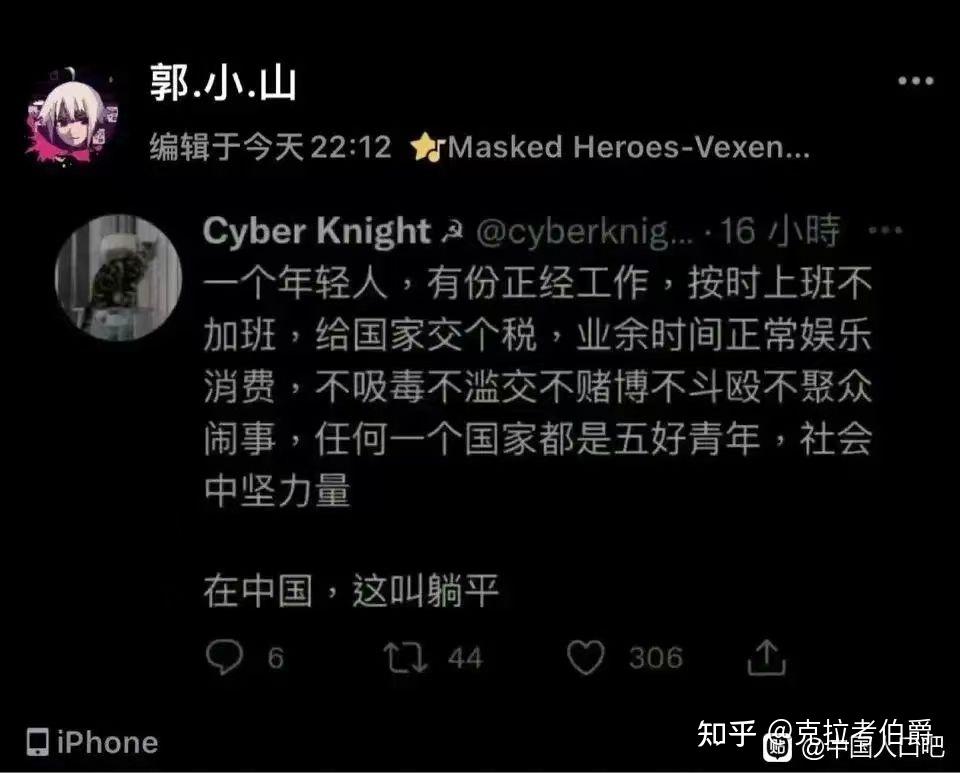 郭.小.山
编辑于今天22:12 Masked Heroes-Vexen...
Cyber Knight @cyberknig... · 16 小時
一个年轻人，有份正经工作，按时上班不
加班，给国家交个税，业余时间正常娱乐
消费，不吸毒不滥交不赌博不斗殴不聚众
闹事，任何一个国家都是五好青年，社会
中坚力量
在中国，这叫躺平
6 44 306
iPhone
知乎 @克拉老伯爵
贴 @中国人口吧